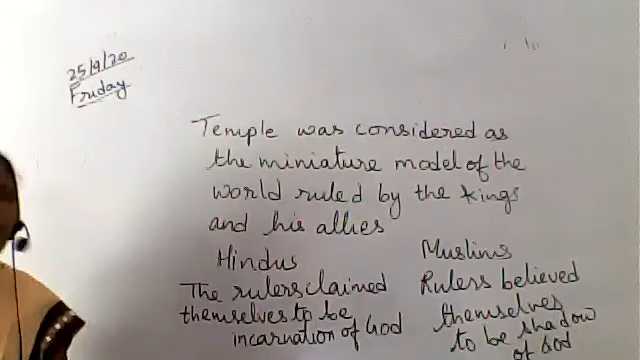 25/9/20
Friday
Temple was considered as
the miniature model of the
world ruled by the kings
and his allies
Hindus
The rulers claimed
themselves to be
incarnation of God
Muslims
Rulers believed
themselves
to be shadow
of God